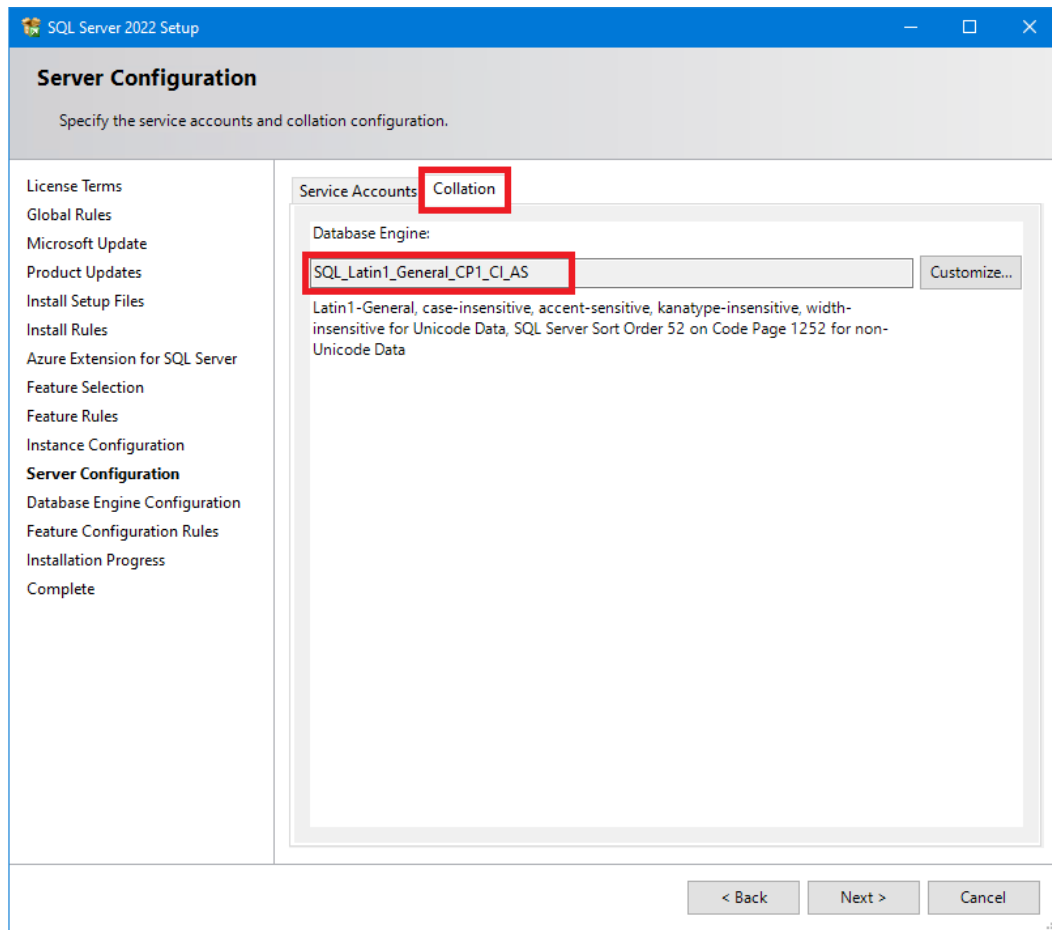 SQL Server 2022 Setup
Server Configuration
Specify the service accounts and collation configuration.
License Terms
Global Rules
Microsoft Update
Product Updates
Install Setup Files
Install Rules
Azure Extension for SQL Server
Feature Selection
Feature Rules
Instance Configuration
Server Configuration
Database Engine Configuration
Feature Configuration Rules
Installation Progress
Complete
Service Accounts Collation
Database Engine:
SQL_Latin1_General_CP1_CI_AS
Customize...
Latin1-General, case-insensitive, accent-sensitive, kanatype-insensitive, width-
insensitive for Unicode Data, SQL Server Sort Order 52 on Code Page 1252 for non-
Unicode Data
< Back Next > Cancel